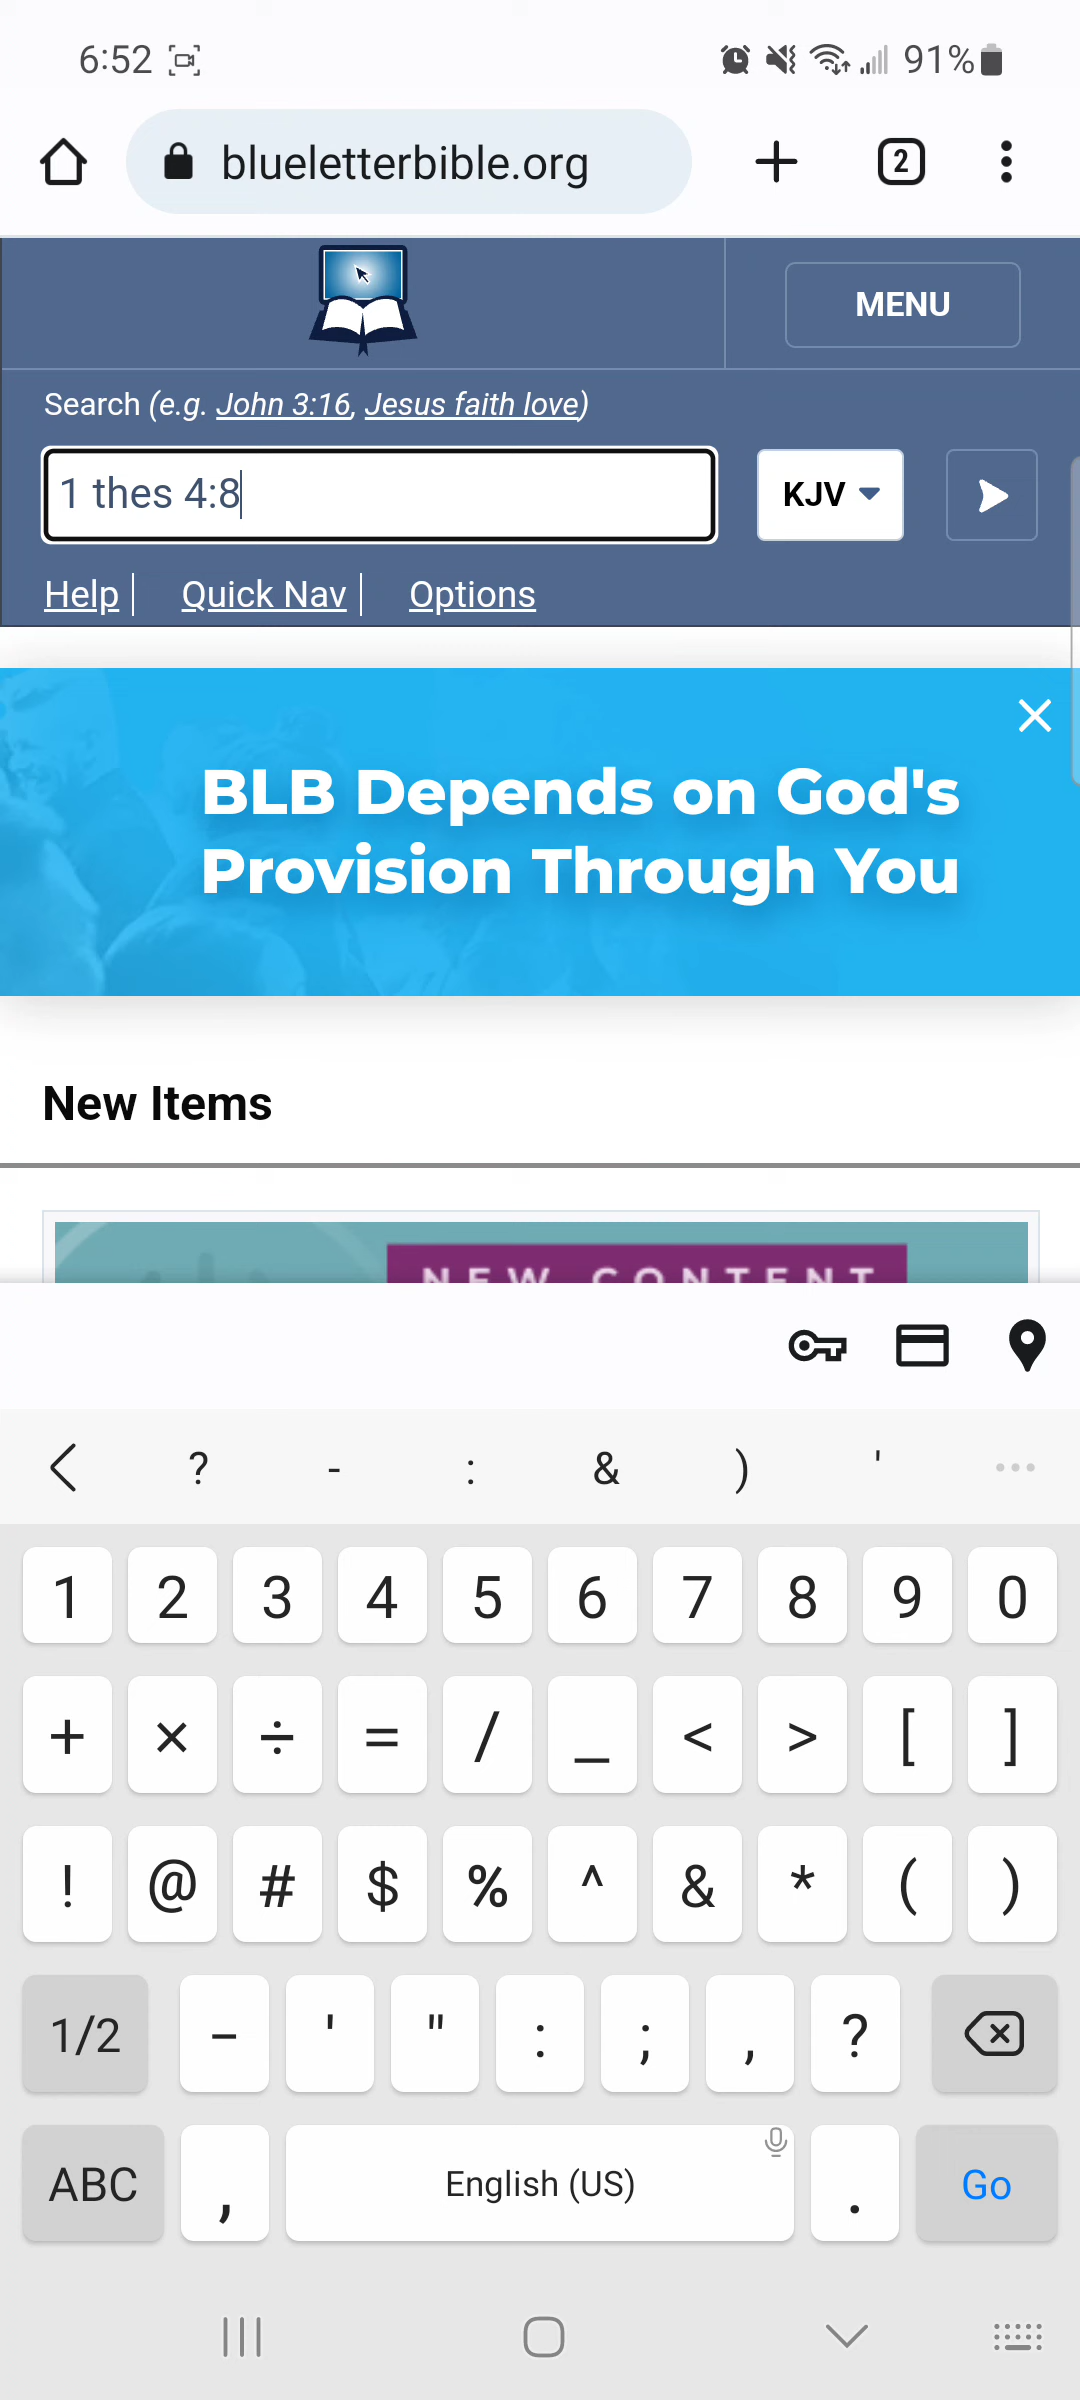 6:52 91%
blueletterbible.org 2
MENU
Search (e.g. John 3:16, Jesus faith love)
1 thes 4:8 KJV
Help Quick Nav Options
BLB Depends on God's
Provision Through You
New Items
NEW CONTENT
? - : & ) ' ...
1 2 3 4 5 6 7 8 9 0
+ × ÷ = / _ < > [ ]
! @ # $ % ^ & * ( )
1/2 - ' " : ; , ?
ABC , English (US) . Go